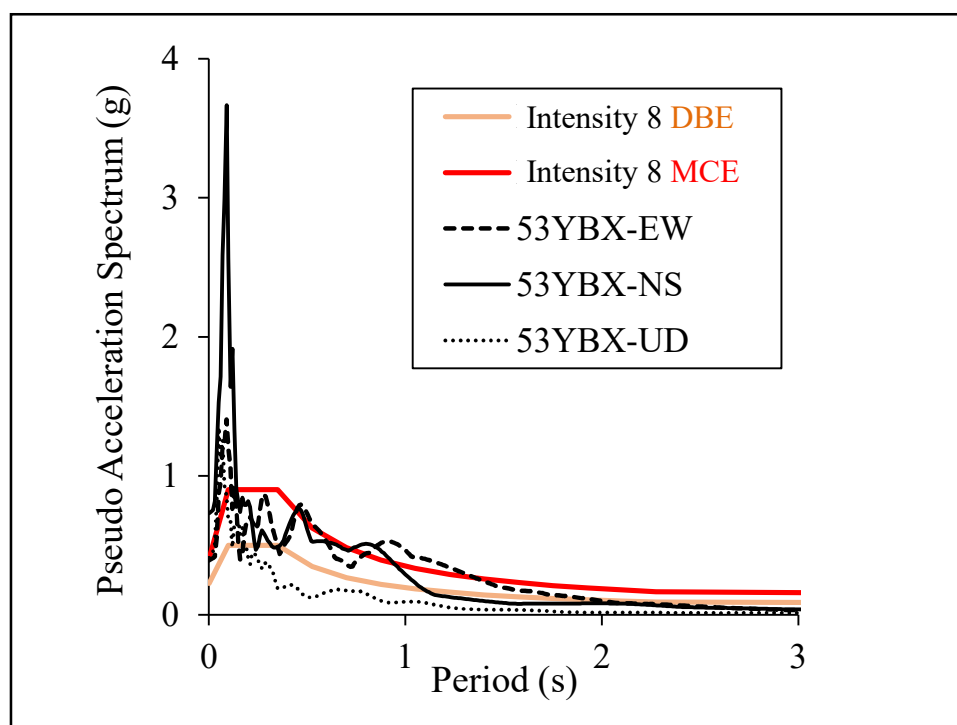 Pseudo Acceleration Spectrum (g)
4
3
2
1
0
Intensity 8 DBE
Intensity 8 MCE
53YBX-EW
53YBX-NS
53YBX-UD
0 1 2 3
Period (s)